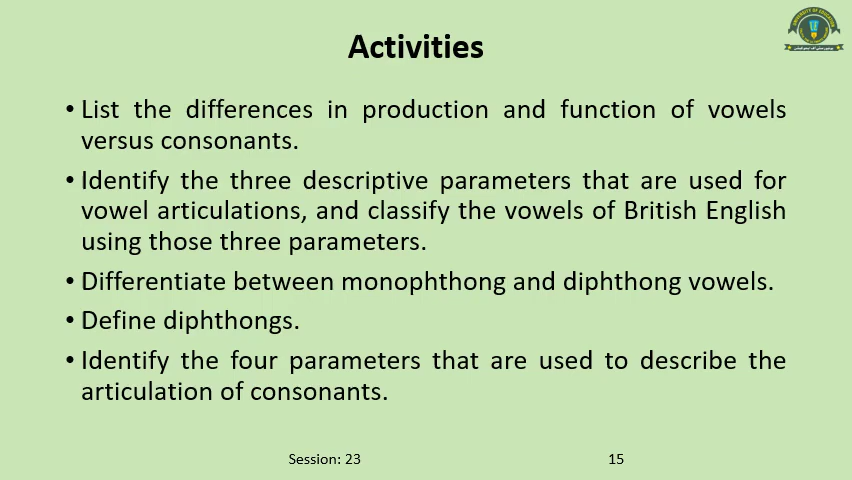 Activities
• List the differences in production and function of vowels
versus consonants.
• Identify the three descriptive parameters that are used for
vowel articulations, and classify the vowels of British English
using those three parameters.
• Differentiate between monophthong and diphthong vowels.
• Define diphthongs.
• Identify the four parameters that are used to describe the
articulation of consonants.
Session: 23
15